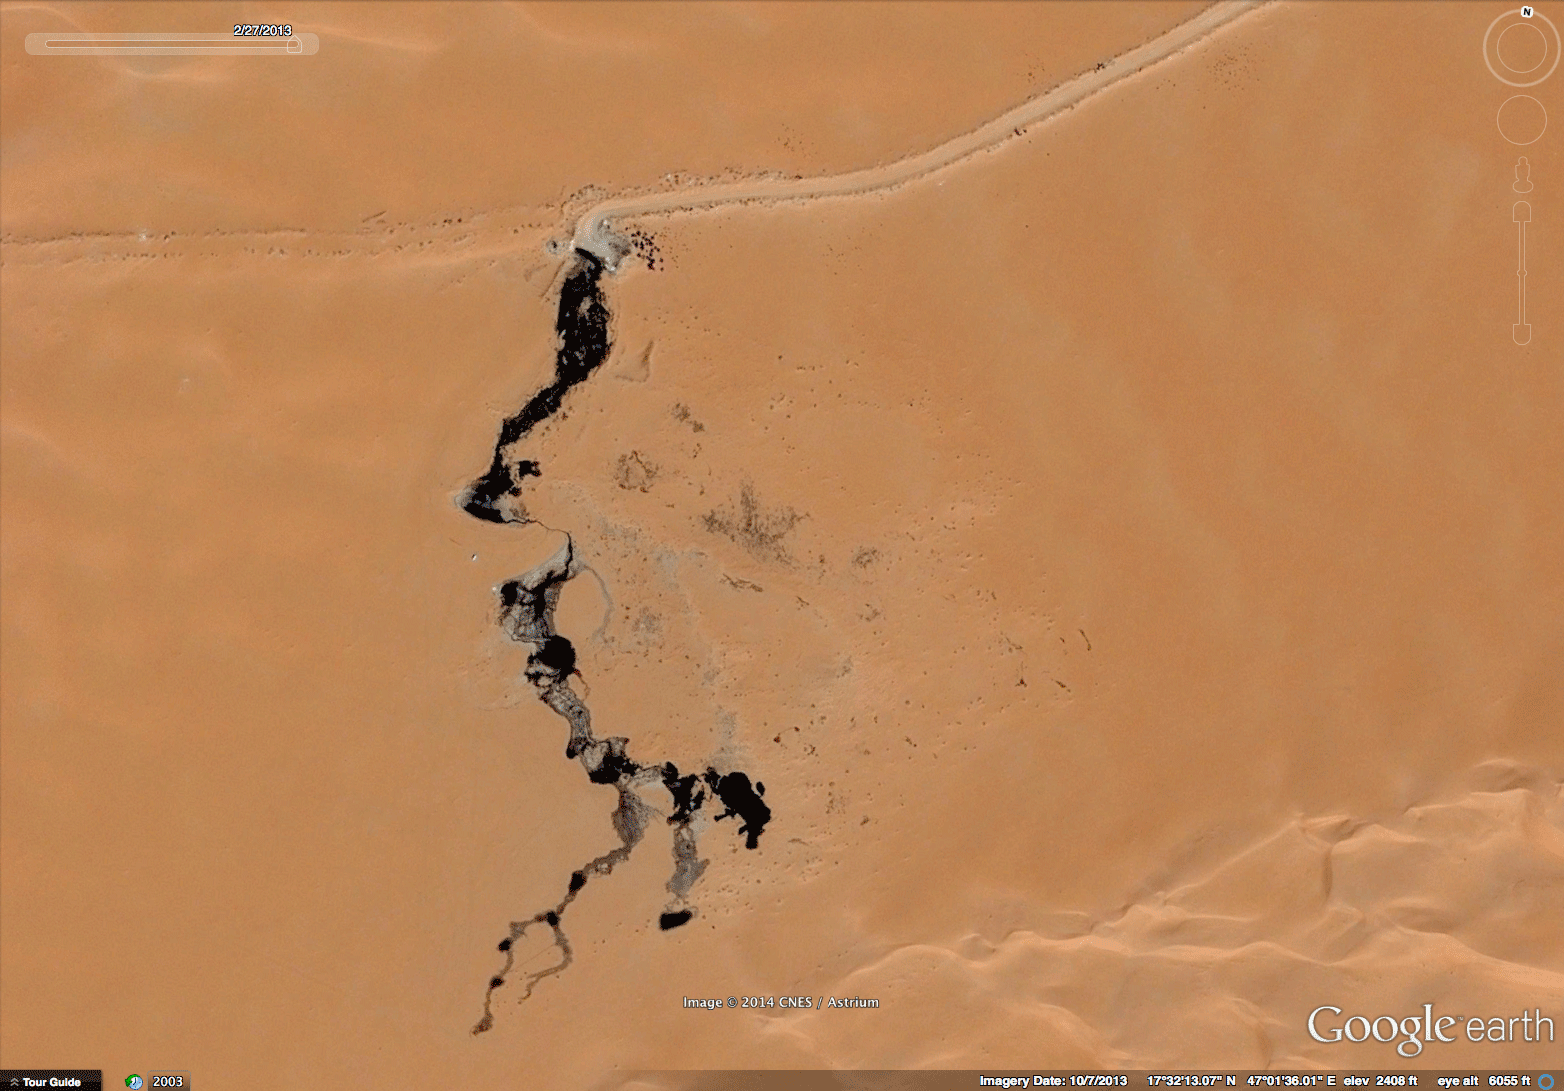 2/27/2013
N
Image © 2014 CNES / Astrium
Google™ earth
Tour Guide
2003
Imagery Date: 10/7/2013 17°32'13.07" N 47°01'36.01" E elev 2408 ft eye alt 6055 ft